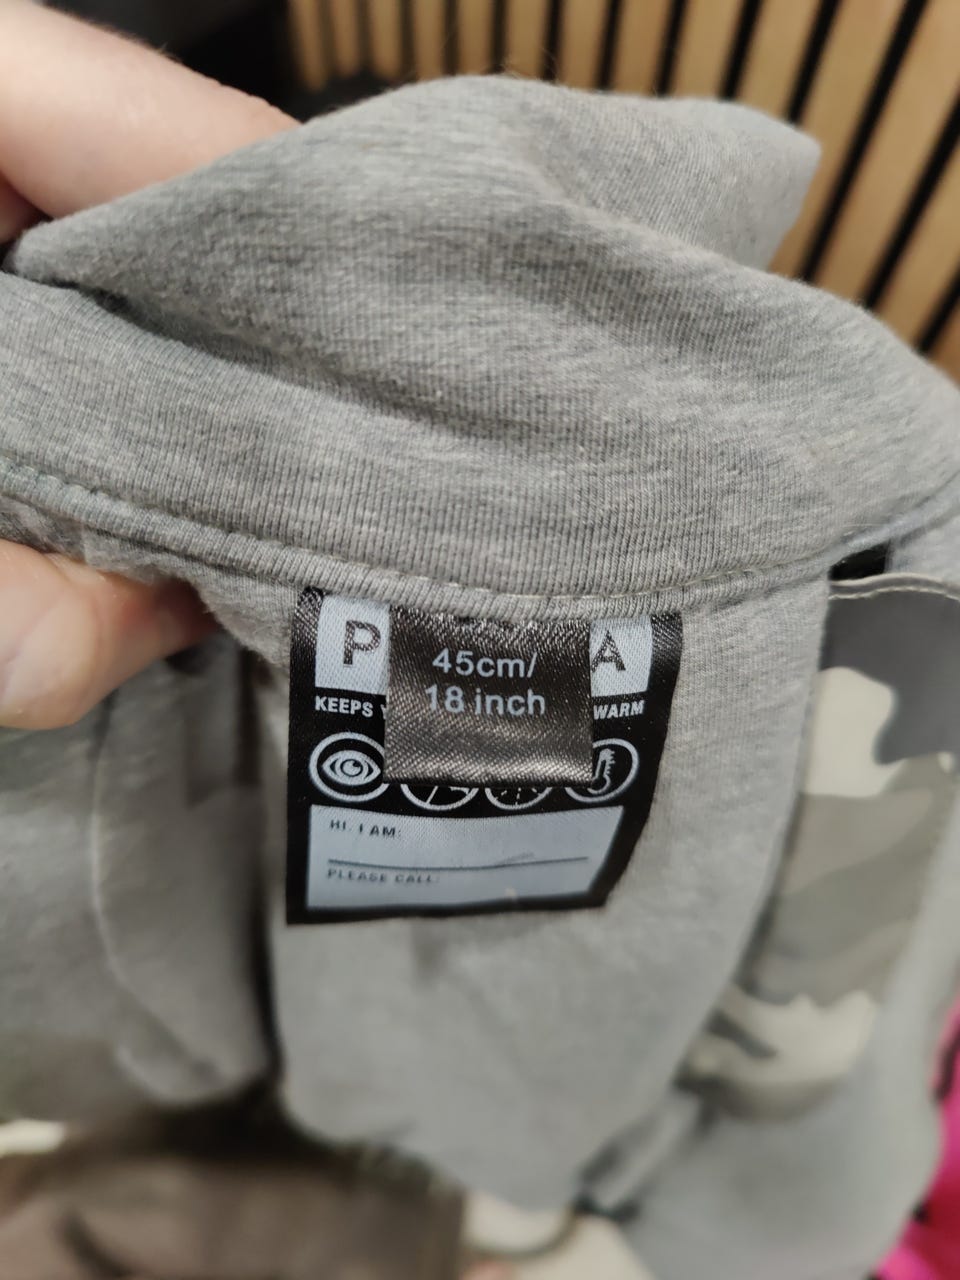 P A
45cm/
18 inch
KEEPS WARM
HI, I AM:
PLEASE CALL: